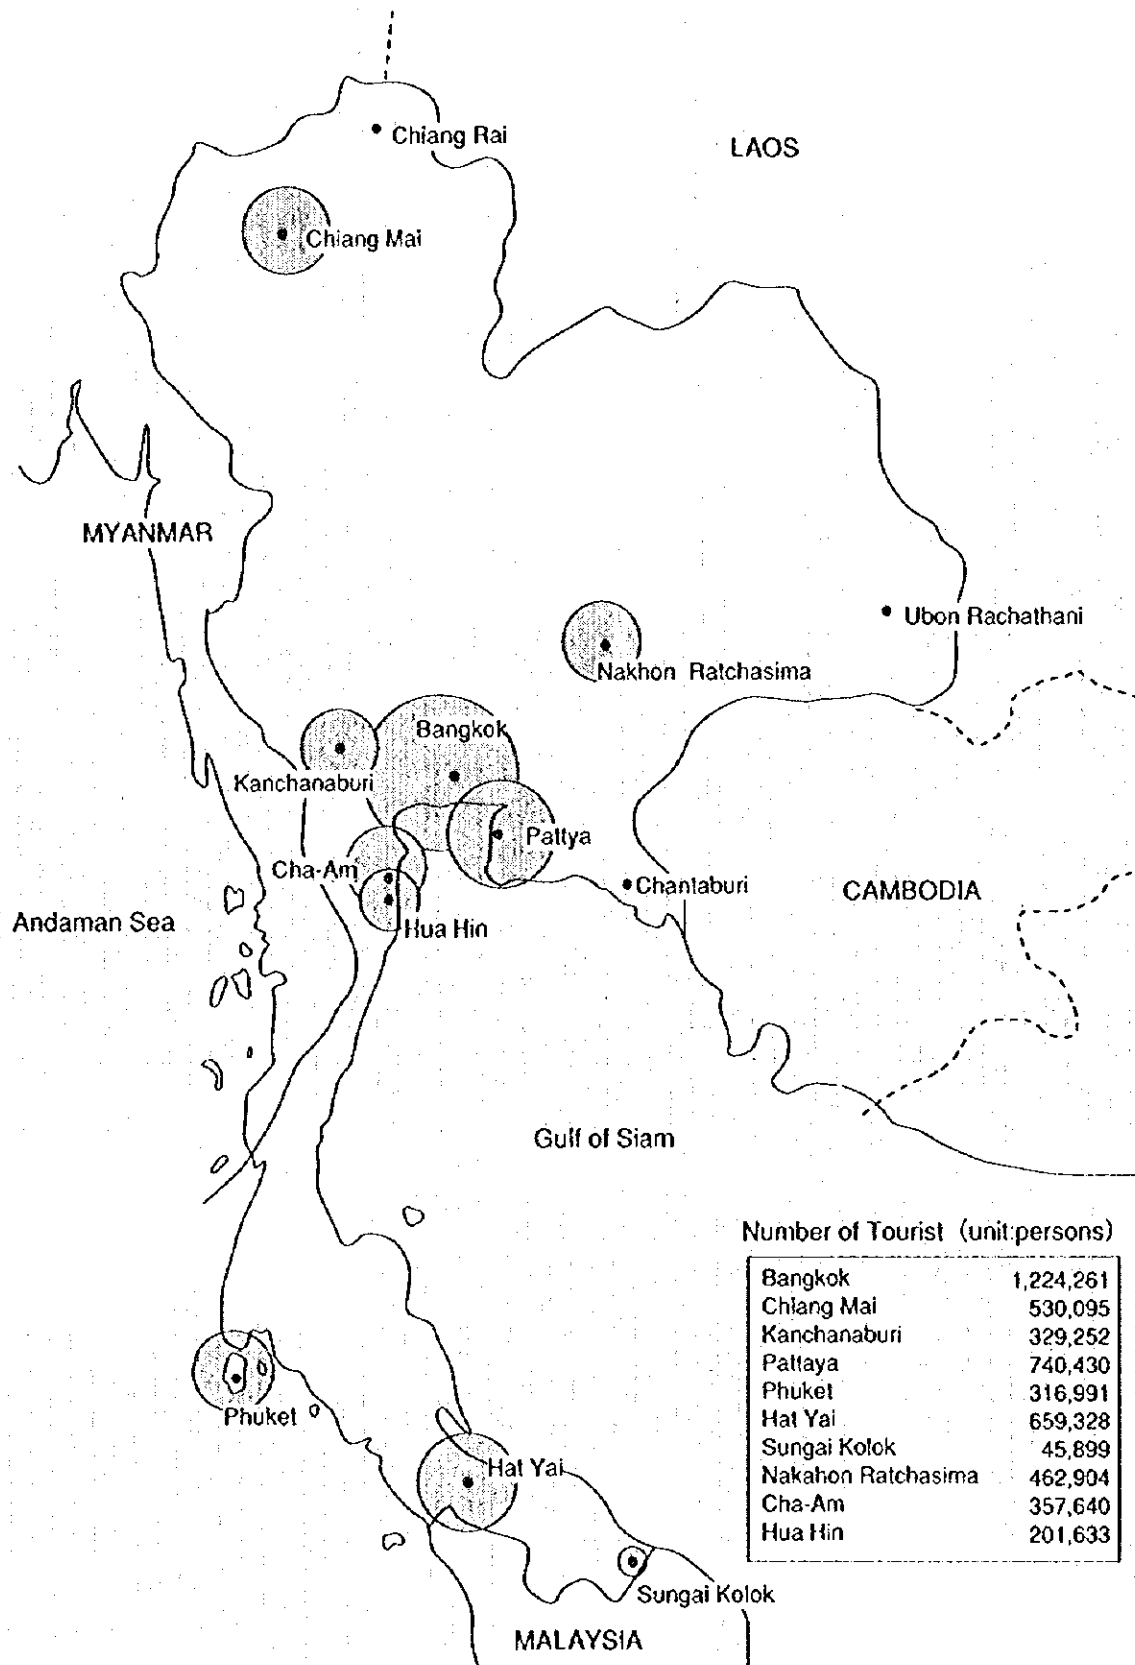 Chiang Rai
LAOS
Chiang Mai
MYANMAR
Ubon Rachathani
Nakhon Ratchasima
Bangkok
Kanchanaburi
Pattya
Cha-Am
Chantaburi
CAMBODIA
Andaman Sea
Hua Hin
Gulf of Siam
Number of Tourist (unit:persons)
Bangkok 1,224,261
Chiang Mai 530,095
Kanchanaburi 329,252
Pattaya 740,430
Phuket 316,991
Hat Yai 659,328
Sungai Kolok 45,899
Nakahon Ratchasima 462,904
Cha-Am 357,640
Hua Hin 201,633
Phuket
Hat Yai
Sungai Kolok
MALAYSIA